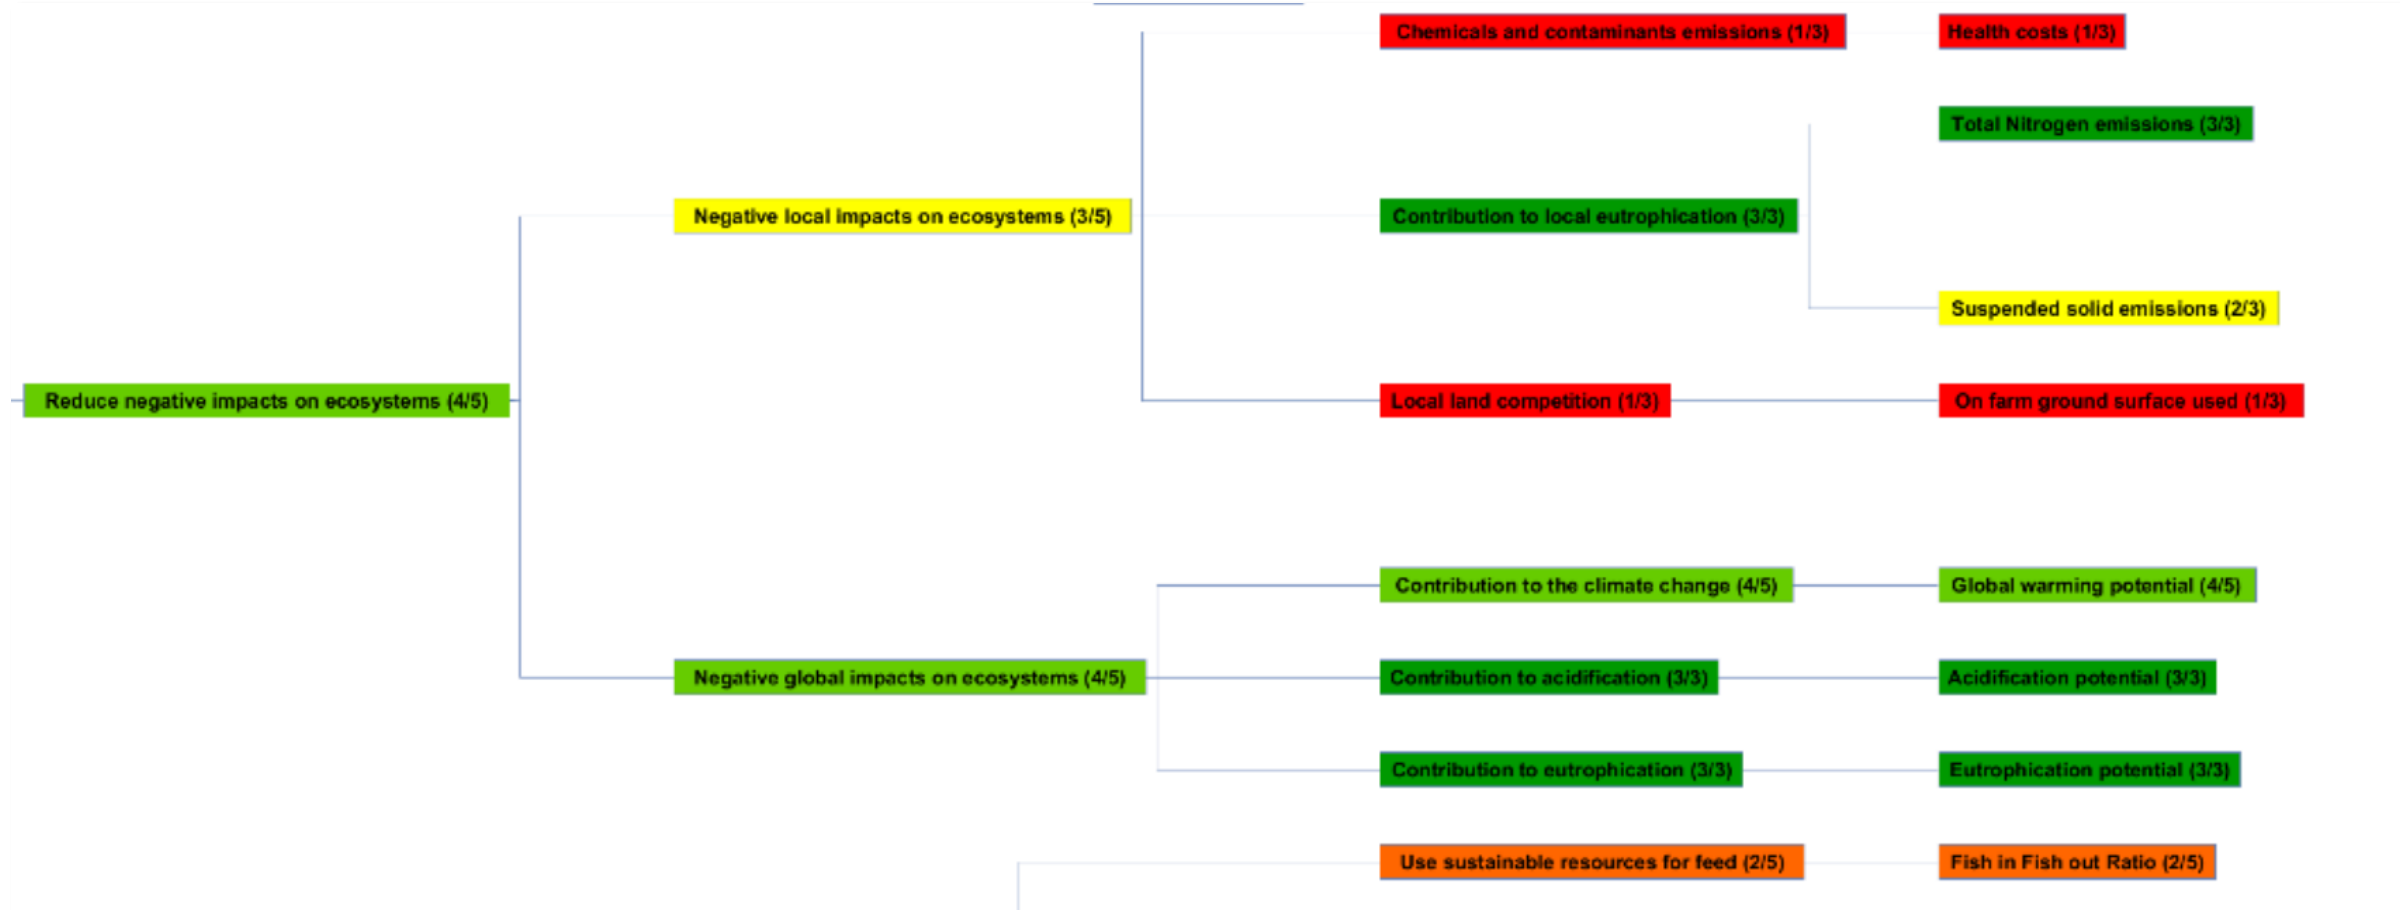 Chemicals and contaminants emissions (1/3)
Health costs (1/3)
Total Nitrogen emissions (3/3)
Negative local impacts on ecosystems (3/5)
Contribution to local eutrophication (3/3)
Suspended solid emissions (2/3)
Reduce negative impacts on ecosystems (4/5)
Local land competition (1/3)
On farm ground surface used (1/3)
Contribution to the climate change (4/5)
Global warming potential (4/5)
Negative global impacts on ecosystems (4/5)
Contribution to acidification (3/3)
Acidification potential (3/3)
Contribution to eutrophication (3/3)
Eutrophication potential (3/3)
Use sustainable resources for feed (2/5)
Fish in Fish out Ratio (2/5)